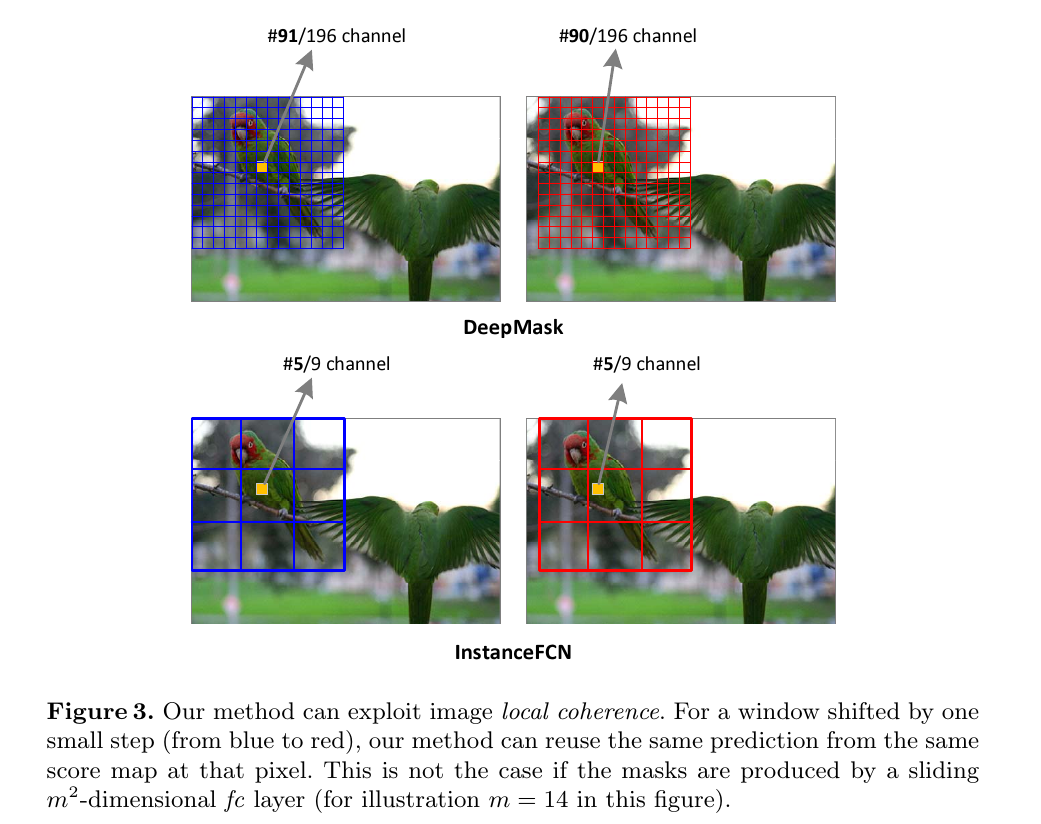 #91/196 channel #90/196 channel
DeepMask
#5/9 channel #5/9 channel
InstanceFCN
Figure 3. Our method can exploit image local coherence. For a window shifted by one
small step (from blue to red), our method can reuse the same prediction from the same
score map at that pixel. This is not the case if the masks are produced by a sliding
m²-dimensional fc layer (for illustration m = 14 in this figure).